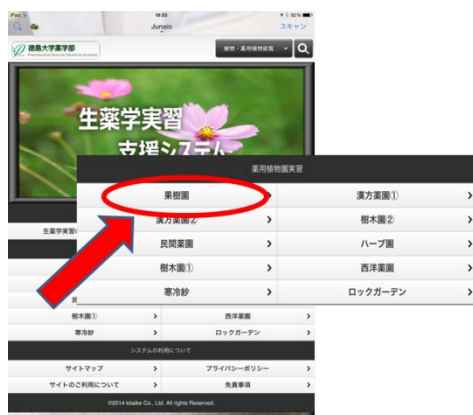 iPad
19:53
82%
Junaio
スキャン
徳島大学薬学部
植物・薬用植物総覧
生薬学実習
支援システム
薬用植物園実習
果樹園
漢方薬園①
漢方薬園②
樹木園②
民間薬園
ハーブ園
樹木園①
西洋薬園
寒冷紗
ロックガーデン
生薬学実習
樹木園①
西洋薬園
寒冷紗
ロックガーデン
システムの利用について
サイトマップ
プライバシーポリシー
サイトのご利用について
免責事項